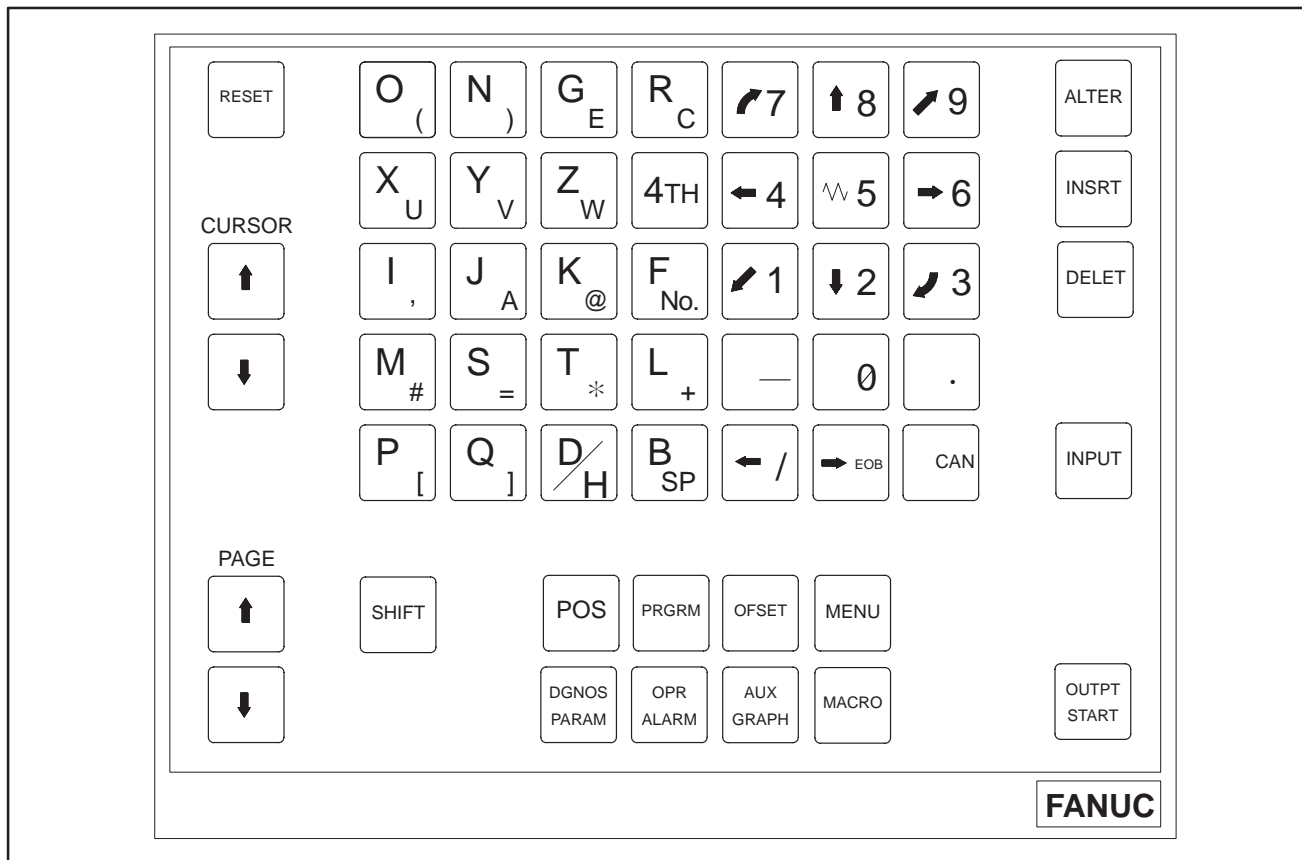 RESET O ( N ) G E R C 7 8 9 ALTER
X U Y V Z W 4TH 4 5 6 INSRT
CURSOR
I , J A K @ F No. 1 2 3 DELET
M # S = T * L + — 0 .
P [ Q ] D/H B SP / EOB CAN INPUT
PAGE
SHIFT POS PRGRM OFSET MENU
DGNOS PARAM OPR ALARM AUX GRAPH MACRO OUTPT START
FANUC